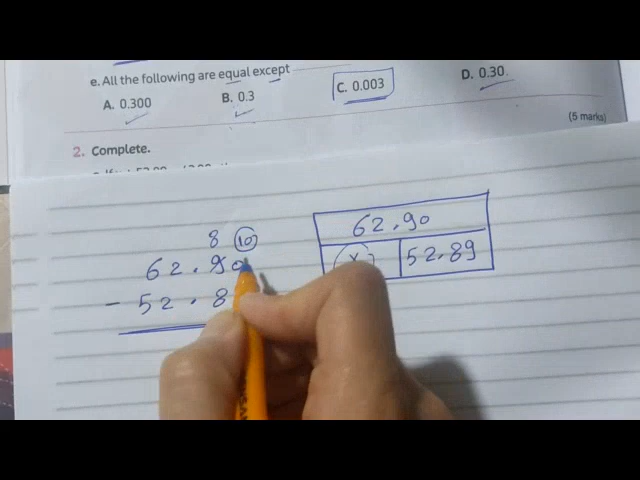 e. All the following are equal except
A. 0.300 B. 0.3 C. 0.003 D. 0.30
(5 marks)
2. Complete.
8 10
62.90
- 52.8
62.90
x 52.89